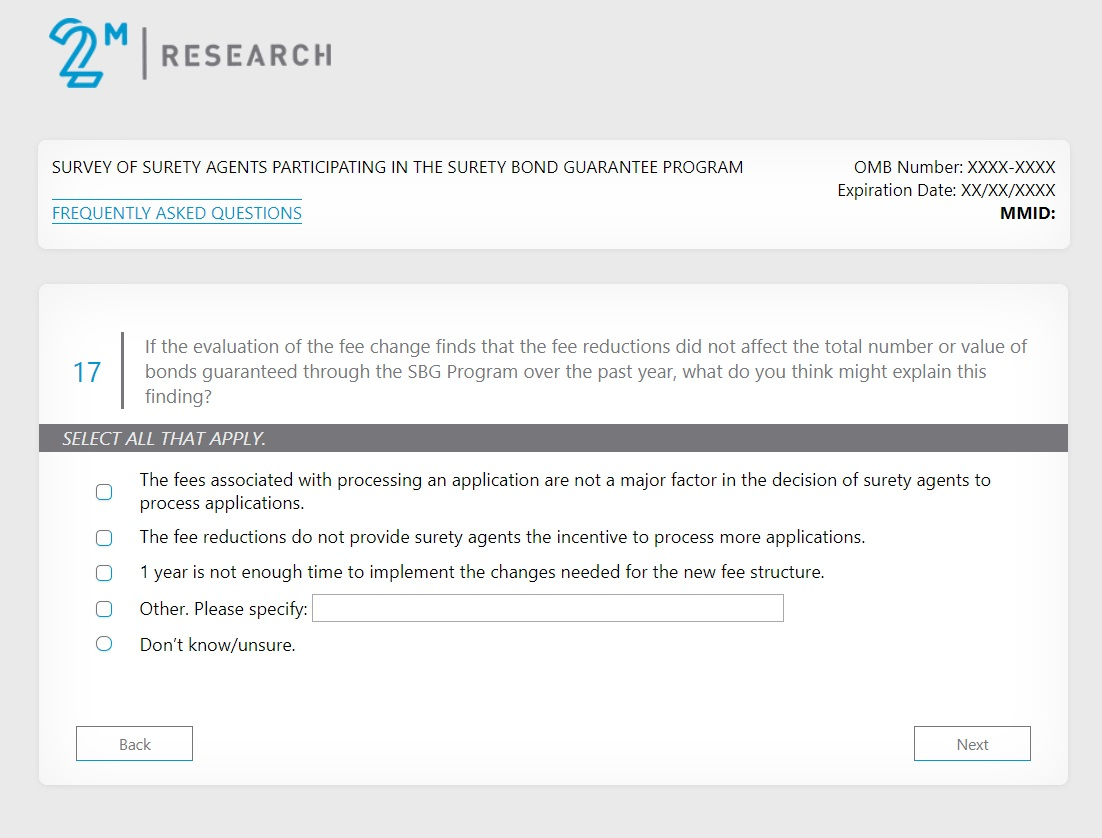 2M | RESEARCH
SURVEY OF SURETY AGENTS PARTICIPATING IN THE SURETY BOND GUARANTEE PROGRAM
OMB Number: XXXX-XXXX
Expiration Date: XX/XX/XXXX
FREQUENTLY ASKED QUESTIONS
MMID:
17
If the evaluation of the fee change finds that the fee reductions did not affect the total number or value of
bonds guaranteed through the SBG Program over the past year, what do you think might explain this
finding?
SELECT ALL THAT APPLY.
The fees associated with processing an application are not a major factor in the decision of surety agents to
process applications.
The fee reductions do not provide surety agents the incentive to process more applications.
1 year is not enough time to implement the changes needed for the new fee structure.
Other. Please specify:
Don’t know/unsure.
Back
Next